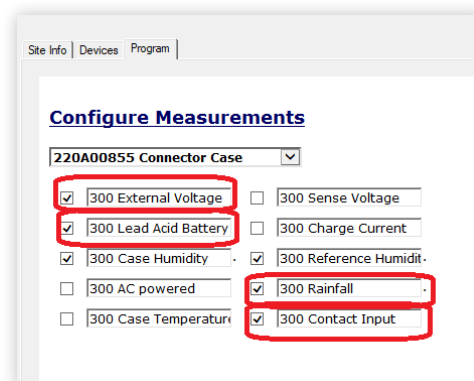 Site Info Devices Program
Configure Measurements
220A00855 Connector Case
300 External Voltage 300 Sense Voltage
300 Lead Acid Battery 300 Charge Current
300 Case Humidity 300 Reference Humidit
300 AC powered 300 Rainfall
300 Case Temperature 300 Contact Input